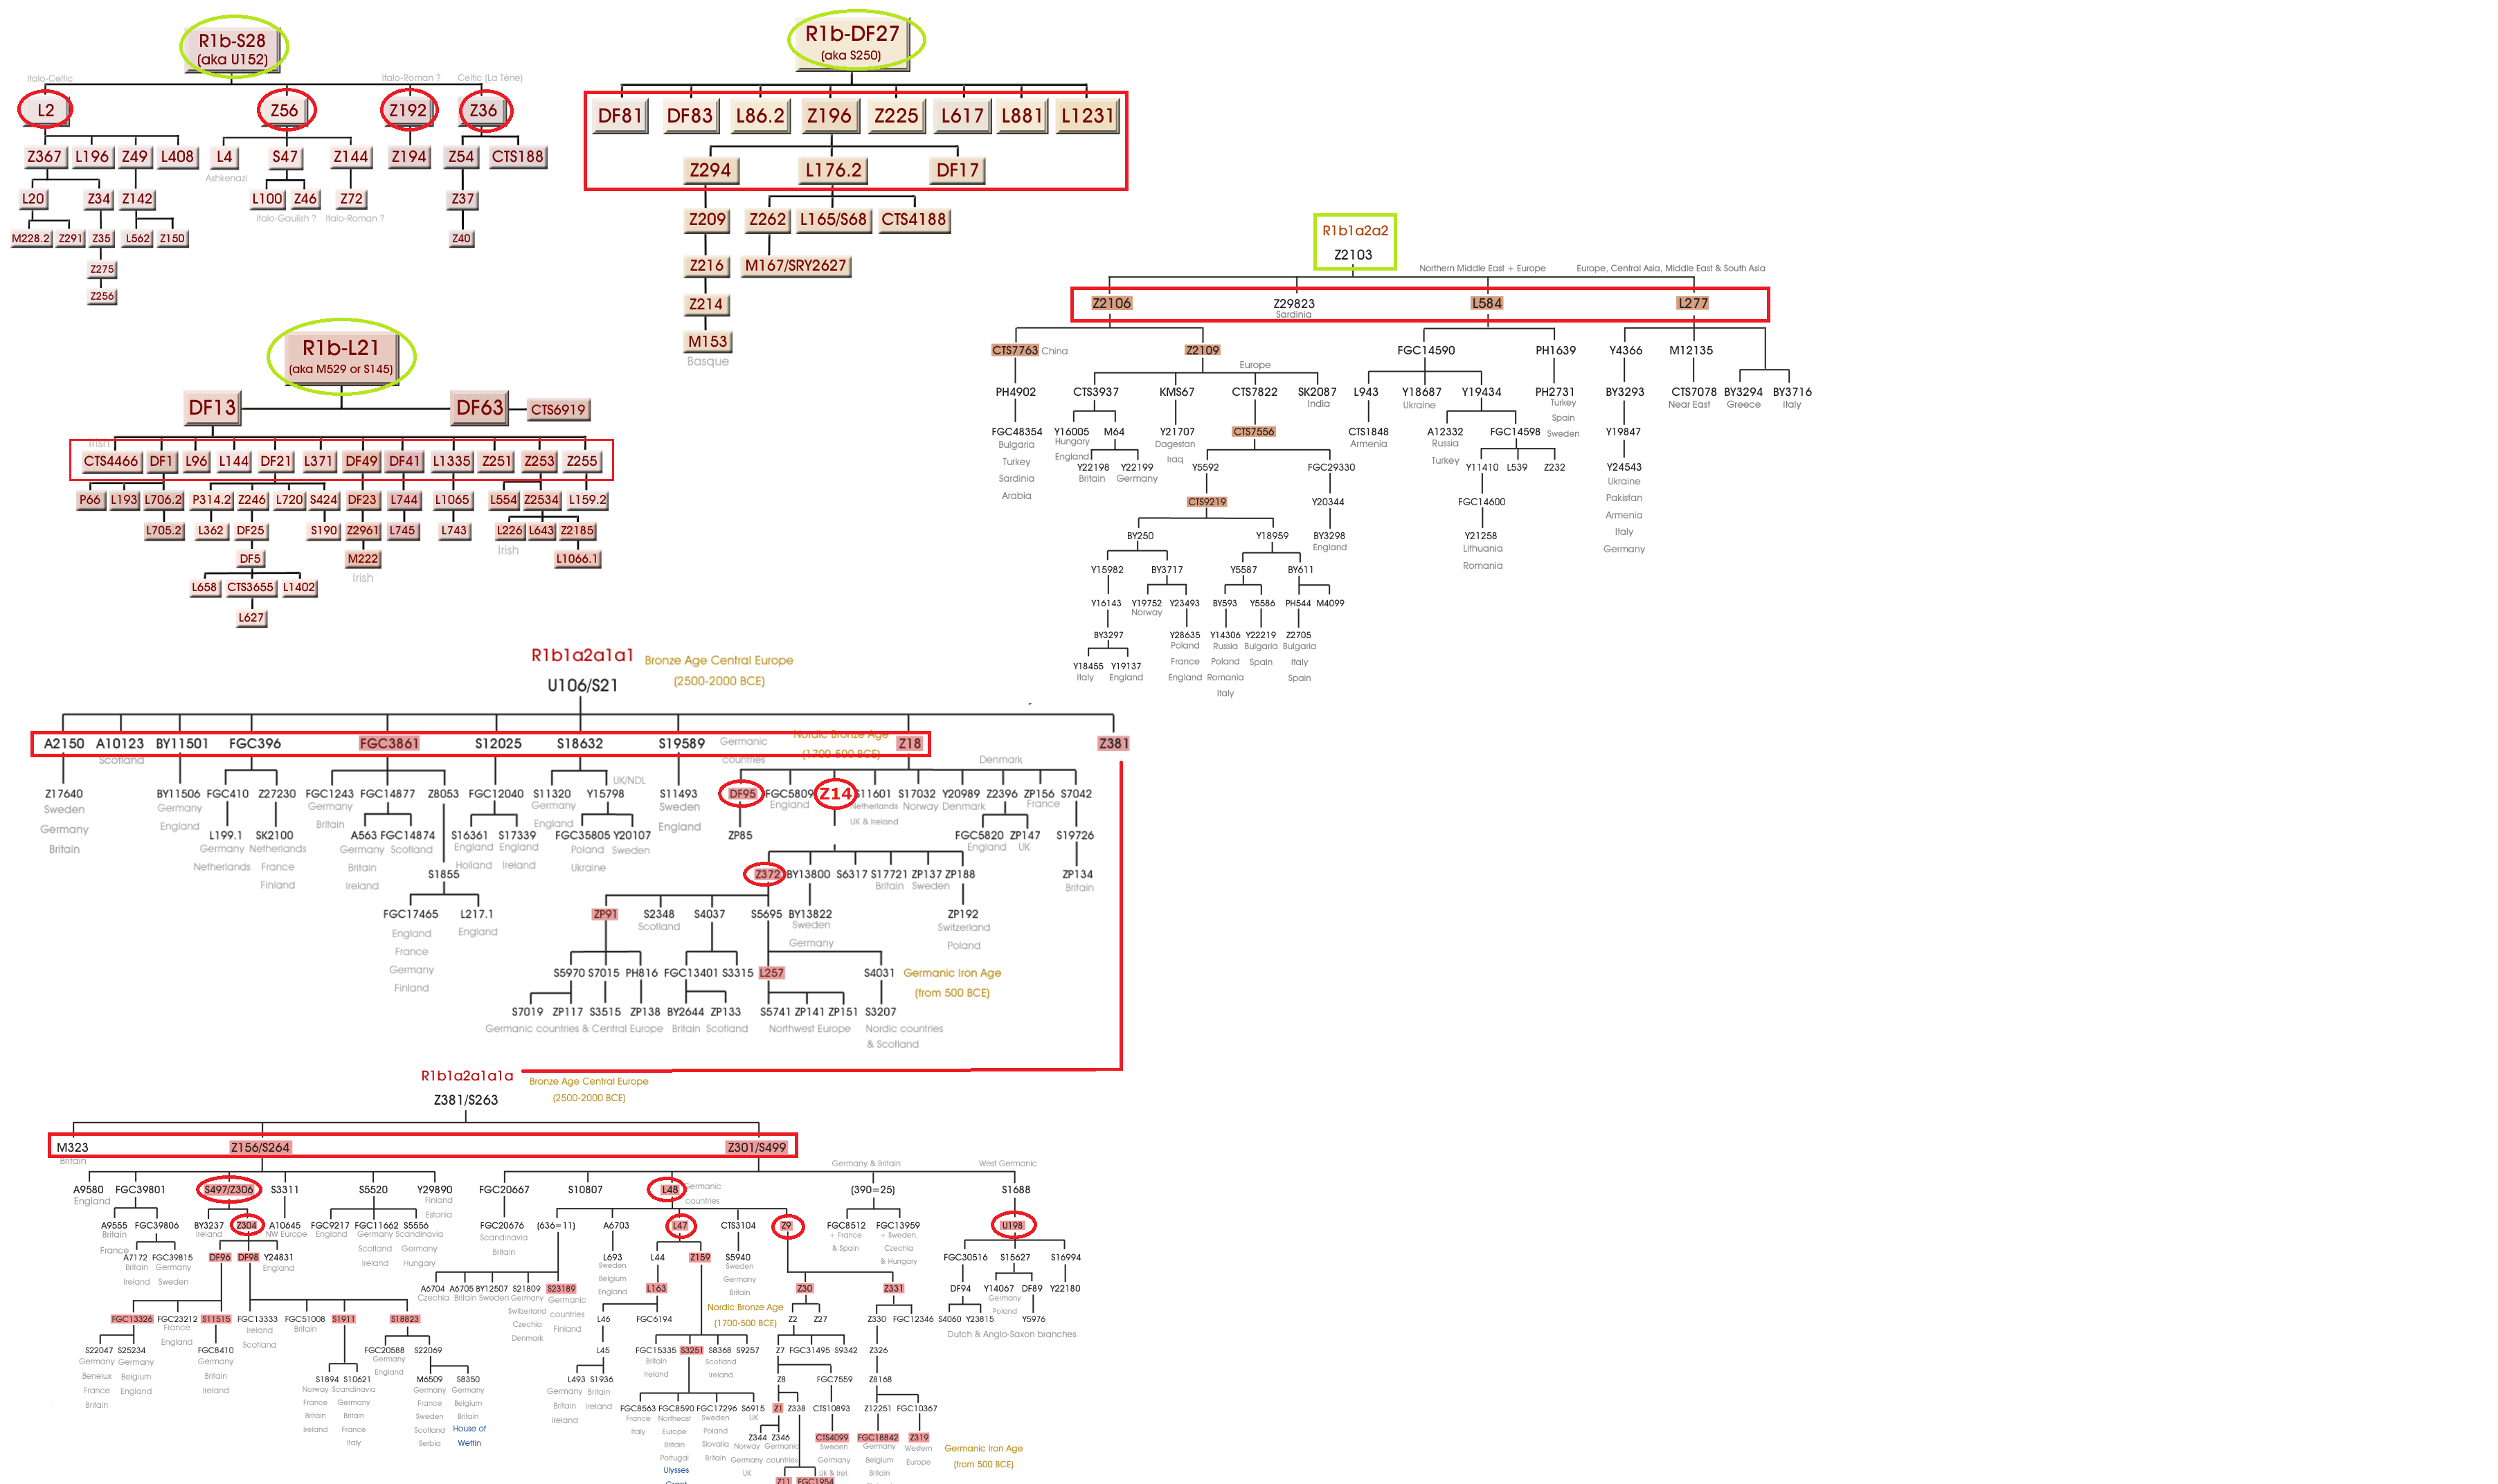 R1b-S28
(aka U152)
Italo-Celtic
Italo-Roman ?
Celtic (La Tène)
L2 Z56 Z192 Z36
Z367 L196 Z49 L408 L4 S47 Z144 Z194 Z54 CTS188
Ashkenazi
L20 Z34 Z142 L100 Z46 Z72 Z37
Italo-Gaulish ? Italo-Roman ?
M228.2 Z291 Z35 L562 Z150 Z40
Z275
Z256
R1b-DF27
(aka S250)
DF81 DF83 L86.2 Z196 Z225 L617 L881 L1231
Z294 L176.2 DF17
Z209 Z262 L165/S68 CTS4188
Z216 M167/SRY2627
Z214
M153
Basque
R1b-L21
(aka M529 or S145)
DF13 DF63 CTS6919
Irish
CTS4466 DF1 L96 L144 DF21 L371 DF49 DF41 L1335 Z251 Z253 Z255
P66 L193 L706.2 P314.2 Z246 L720 S424 DF23 L744 L1065 L554 Z2534 L159.2
L705.2 L362 DF25 S190 Z2961 L745 L743 L226 L643 Z2185
Irish
DF5 M222 L1066.1
Irish
L658 CTS3655 L1402
L627
R1b1a2a2
Z2103
Northern Middle East + Europe
Europe, Central Asia, Middle East & South Asia
Z2106 Z29823 L584 L277
Sardinia
CTS7763 China Z2109 FGC14590 PH1639 Y4366 M12135
Europe
PH4902 CTS3937 KMS67 CTS7822 SK2087 L943 Y18687 Y19434 PH2731 BY3293 CTS7078 BY3294 BY3716
India Ukraine Turkey Near East Greece Italy
Spain
Sweden
FGC48354 Y16005 M64 Y21707 CTS7556 CTS1848 A12332 FGC14598 Y19847
Bulgaria Hungary Dagestan Armenia Russia
Turkey England Iraq Turkey
Sardinia
Arabia
Y22198 Y22199 Y5592 FGC29330 Y11410 L539 Z232 Y24543
Britain Germany Ukraine
Pakistan
Armenia
Italy
Germany
CTS9219 Y20344 FGC14600
BY250 Y18959 BY3298 Y21258
England Lithuania
Romania
Y15982 BY3717 Y5587 BY611
Y16143 Y19752 Y23493 BY593 Y5586 PH544 M4099
Norway
BY3297 Y28635 Y14306 Y22219 Z2705
Poland Russia Bulgaria Bulgaria
France Poland Spain Italy
England Romania Spain
Italy
Y18455 Y19137
Italy England
R1b1a2a1a1
Bronze Age Central Europe
(2500-2000 BCE)
U106/S21
A2150 A10123 BY11501 FGC396 FGC3861 S12025 S18632 S19589 Germanic countries Nordic Bronze Age (1700-500 BCE) Z18 Z381
Scotland
Denmark
Z17640 BY11506 FGC410 Z27230 FGC1243 FGC14877 Z8053 FGC12040 S11320 Y15798 UK/NDL S11493 DF95 FGC5809 Z14 S11601 S17032 Y20989 Z2396 ZP156 S7042
Sweden Germany Germany Germany Sweden England Netherlands Norway Denmark France
Germany England Britain England England UK & Ireland
Britain
L199.1 SK2100 A563 FGC14874 S16361 S17339 FGC35805 Y20107 ZP85 FGC5820 ZP147 S19726
Germany Netherlands Germany Scotland England England Poland Sweden England UK
Netherlands France Britain Holland Ireland Ukraine
Finland Ireland
S1855 Z372 BY13800 S6317 S17721 ZP137 ZP188 ZP134
Britain Sweden Britain
FGC17465 L217.1 ZP91 S2348 S4037 S5695 BY13822 ZP192
England England Scotland Sweden Switzerland
France Germany Poland
Germany
Finland
S5970 S7015 PH816 FGC13401 S3315 L257 S4031 Germanic Iron Age
(from 500 BCE)
S7019 ZP117 S3515 ZP138 BY2644 ZP133 S5741 ZP141 ZP151 S3207
Germanic countries & Central Europe Britain Scotland Northwest Europe Nordic countries
& Scotland
R1b1a2a1a1a
Bronze Age Central Europe
(2500-2000 BCE)
Z381/S263
M323 Z156/S264 Z301/S499
Britain
Germany & Britain West Germanic
A9580 FGC39801 S497/Z306 S3311 S5520 Y29890 FGC20667 S10807 L48 Germanic countries (390=25) S1688
England Finland
Estonia
A9555 FGC39806 BY3237 Z304 A10645 FGC9217 FGC11662 S5556 FGC20676 (636=11) A6703 L47 CTS3104 Z9 FGC8512 FGC13959 U198
Britain Ireland NW Europe England Germany Scandinavia Scandinavia + France + Sweden,
France Scotland Germany Britain & Spain Czechia
Ireland Hungary & Hungary
A7172 FGC39815 DF96 DF98 Y24831 L693 L44 Z159 S5940 FGC30516 S15627 S16994
Britain Germany England Sweden Sweden
Ireland Sweden Belgium Germany
England Britain
A6704 A6705 BY12507 S21809 S23189 L163 Z30 Z331 DF94 Y14067 DF89 Y22180
Czechia Britain Sweden Germany Germanic Germany
Switzerland countries Poland
Czechia Finland
Denmark
Nordic Bronze Age
(1700-500 BCE)
FGC13326 FGC23212 S11515 FGC13333 FGC51008 S1911 S18823 L46 FGC6194 Z2 Z27 Z330 FGC12346 S4060 Y23815 Y5976
France Ireland Britain Dutch & Anglo-Saxon branches
England Scotland
S22047 S25234 FGC8410 FGC20588 S22069 L45 FGC15335 S3251 S8368 S9257 Z7 FGC31495 S9342 Z326
Germany Germany Germany Germany Britain Scotland
Benelux Belgium Britain England Ireland Ireland
France England Ireland
Britain
S1894 S10621 M6509 S8350 L493 S1936 Z8 FGC7559 Z8168
Norway Scandinavia Germany Germany Germany Britain
France Germany France Belgium Britain Ireland
Britain Britain Sweden Britain Ireland
Ireland France Scotland House of
Italy Serbia Wettin
FGC8563 FGC8590 FGC17296 S6915 Z1 Z338 CTS10893 Z12251 FGC10367
France Northeast Sweden UK
Italy Europe Poland
Britain Slovalia
Portugal Britain
Ulysses
Z344 Z346 CTS4099 FGC18842 Z319
Norway Germanic Sweden Germany Western
Germany countries Germany Belgium Europe
UK Uk & Irel. Britain
Germanic Iron Age
(from 500 BCE)
Z11 FGC1954